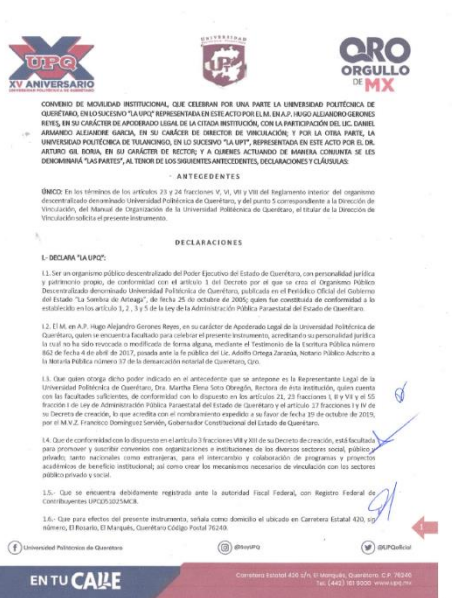 UPQ
XV ANIVERSARIO
UNIVERSIDAD
UPQ
QRO
ORGULLO
DE MX
CONVENIO DE MOVILIDAD INSTITUCIONAL, QUE CELEBRAN POR UNA PARTE LA UNIVERSIDAD POLITÉCNICA DE
QUERÉTARO, EN LO SUCESIVO "LA UPQ" REPRESENTADA EN ESTE ACTO POR EL M. EN A.P. HUGO ALEJANDRO GERONES
REYES, EN SU CARÁCTER DE APODERADO LEGAL DE LA CITADA INSTITUCIÓN, CON LA PARTICIPACIÓN DEL LIC. DANIEL
ARMANDO ALEJANDRE GARCIA, EN SU CARÁCER DE DIRECTOR DE VINCULACIÓN; Y POR LA OTRA PARTE, LA
UNIVERSIDAD POLITÉCNICA DE TULANCINGO, EN LO SUCESIVO "LA UPT", REPRESENTADA EN ESTE ACTO POR EL DR.
ARTURO GIL BORJA, EN SU CARÁCTER DE RECTOR; Y A QUIENES ACTUANDO DE MANERA CONJUNTA SE LES
DENOMINARÁ "LAS PARTES", AL TENOR DE LOS SIGUIENTES ANTECEDENTES, DECLARACIONES Y CLÁUSULAS:
ANTECEDENTES
ÚNICO: En los términos de los artículos 23 y 24 fracciones V, VI, VII y VIII del Reglamento Interior del organismo
descentralizado denominado Universidad Politécnica de Querétaro, y del punto 5 correspondiente a la Dirección de
Vinculación, del Manual de Organización de la Universidad Politécnica de Querétaro, el titular de la Dirección de
Vinculación solicita el presente instrumento.
DECLARACIONES
I.- DECLARA "LA UPQ":
I.1. Ser un organismo público descentralizado del Poder Ejecutivo del Estado de Querétaro, con personalidad jurídica
y patrimonio propio, de conformidad con el artículo 1 del Decreto por el que se crea el Organismo Público
Descentralizado denominado Universidad Politécnica de Querétaro, publicada en el Periódico Oficial del Gobierno
del Estado "La Sombra de Arteaga", de fecha 25 de octubre de 2005; quien fue constituida de conformidad a lo
establecido en los artículo 1, 2 , 3 y 5 de la Ley de la Administración Pública Paraestatal del Estado de Querétaro.
I.2. El M. en A.P. Hugo Alejandro Gerones Reyes, en su carácter de Apoderado Legal de la Universidad Politécnica de
Querétaro, quien se encuentra facultado para celebrar el presente instrumento, acreditando su personalidad jurídica
la cual no ha sido revocada o modificada de forma alguna, mediante el Testimonio de la Escritura Pública número
862 de fecha 4 de abril de 2017, pasada ante la fe pública del Lic. Adolfo Ortega Zarazúa, Notario Público Adscrito a
la Notaría Pública número 37 de la demarcación notarial de Querétaro, Qro.
I.3. Que quien otorga dicho poder indicado en el antecedente que se antepone es la Representante Legal de la
Universidad Politécnica de Querétaro, Dra. Martha Elena Soto Obregón, Rectora de ésta institución, quien cuenta
con las facultades suficientes, de conformidad con lo dispuesto en los artículos 21, 23 fracciones I, II y VII y 55
fracción I de Ley de Administración Pública Paraestatal del Estado de Querétaro y el artículo 17 fracciones I y IV de
su Decreto de creación, lo que acredita con el nombramiento expedido a su favor de fecha 19 de octubre de 2019,
por el M.V.Z. Francisco Domínguez Servién, Gobernador Constitucional del Estado de Querétaro.
I.4. Que de conformidad con lo dispuesto en el artículo 3 fracciones VIII y XII de su Decreto de creación, está facultada
para promover y suscribir convenios con organizaciones e instituciones de los diversos sectores social, público y
privado; tanto nacionales como extranjeras, para el intercambio y colaboración de programas y proyectos
académicos de beneficio institucional; así como crear los mecanismos necesarios de vinculación con los sectores
público privado y social.
1.5.- Que se encuentra debidamente registrada ante la autoridad Fiscal Federal, con Registro Federal de
Contribuyentes UPQ051025MC8.
1.6.- Que para efectos del presente instrumento, señala como domicilio el ubicado en Carretera Estatal 420, sin
número, El Rosario, El Marqués, Querétaro Código Postal 76240.
1
Universidad Politécnica de Querétaro
@SoyUPQ
@UPQoficial
EN TU CALLE
Carretera Estatal 420 s/n, El Marqués, Querétaro. C.P. 76240
Tel. (442) 101 9000 www.upq.mx